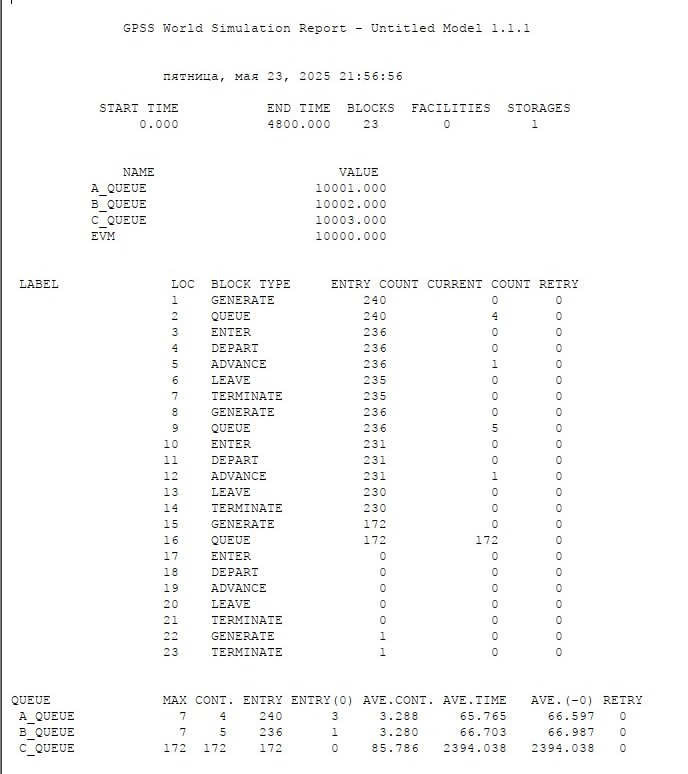 GPSS World Simulation Report - Untitled Model 1.1.1
пятница, мая 23, 2025 21:56:56
START TIME END TIME BLOCKS FACILITIES STORAGES
0.000 4800.000 23 0 1
NAME VALUE
A_QUEUE 10001.000
B_QUEUE 10002.000
C_QUEUE 10003.000
EVM 10000.000
LABEL LOC BLOCK TYPE ENTRY COUNT CURRENT COUNT RETRY
1 GENERATE 240 0 0
2 QUEUE 240 4 0
3 ENTER 236 0 0
4 DEPART 236 0 0
5 ADVANCE 236 1 0
6 LEAVE 235 0 0
7 TERMINATE 235 0 0
8 GENERATE 236 0 0
9 QUEUE 236 5 0
10 ENTER 231 0 0
11 DEPART 231 0 0
12 ADVANCE 231 1 0
13 LEAVE 230 0 0
14 TERMINATE 230 0 0
15 GENERATE 172 0 0
16 QUEUE 172 172 0
17 ENTER 0 0 0
18 DEPART 0 0 0
19 ADVANCE 0 0 0
20 LEAVE 0 0 0
21 TERMINATE 0 0 0
22 GENERATE 1 0 0
23 TERMINATE 1 0 0
QUEUE MAX CONT. ENTRY ENTRY(0) AVE.CONT. AVE.TIME AVE.(-0) RETRY
A_QUEUE 7 4 240 3 3.288 65.765 66.597 0
B_QUEUE 7 5 236 1 3.280 66.703 66.987 0
C_QUEUE 172 172 172 0 85.786 2394.038 2394.038 0